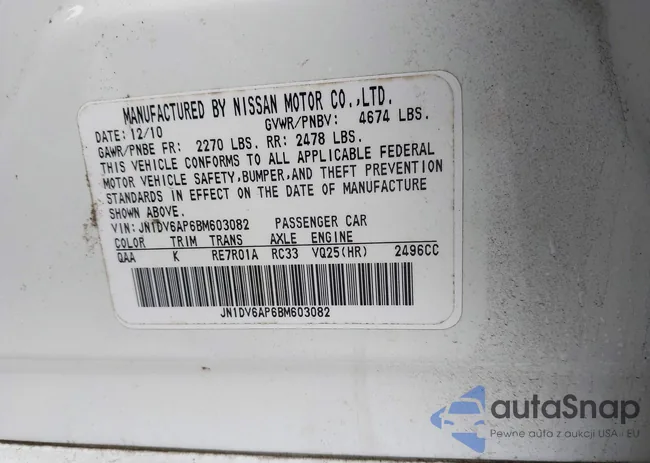 MANUFACTURED BY NISSAN MOTOR CO.,LTD.
DATE: 12/10 GVWR/PNBV: 4674 LBS.
GAWR/PNBE FR: 2270 LBS. RR: 2478 LBS.
THIS VEHICLE CONFORMS TO ALL APPLICABLE FEDERAL
MOTOR VEHICLE SAFETY,BUMPER,AND THEFT PREVENTION
STANDARDS IN EFFECT ON THE DATE OF MANUFACTURE
SHOWN ABOVE.
VIN: JN1DV6AP6BM603082 PASSENGER CAR
COLOR TRIM TRANS AXLE ENGINE
QAA K RE7R01A RC33 VQ25(HR) 2496CC
JN1DV6AP6BM603082
autaSnap
Pewne auta z aukcji USA i EU